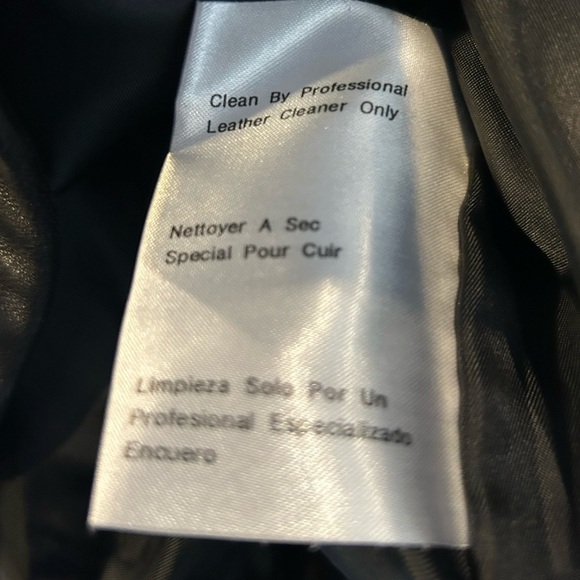 Clean By Professional
Leather Cleaner Only
Nettoyer A Sec
Special Pour Cuir
Limpieza Solo Por Un
Profesional Especializado
Encuero